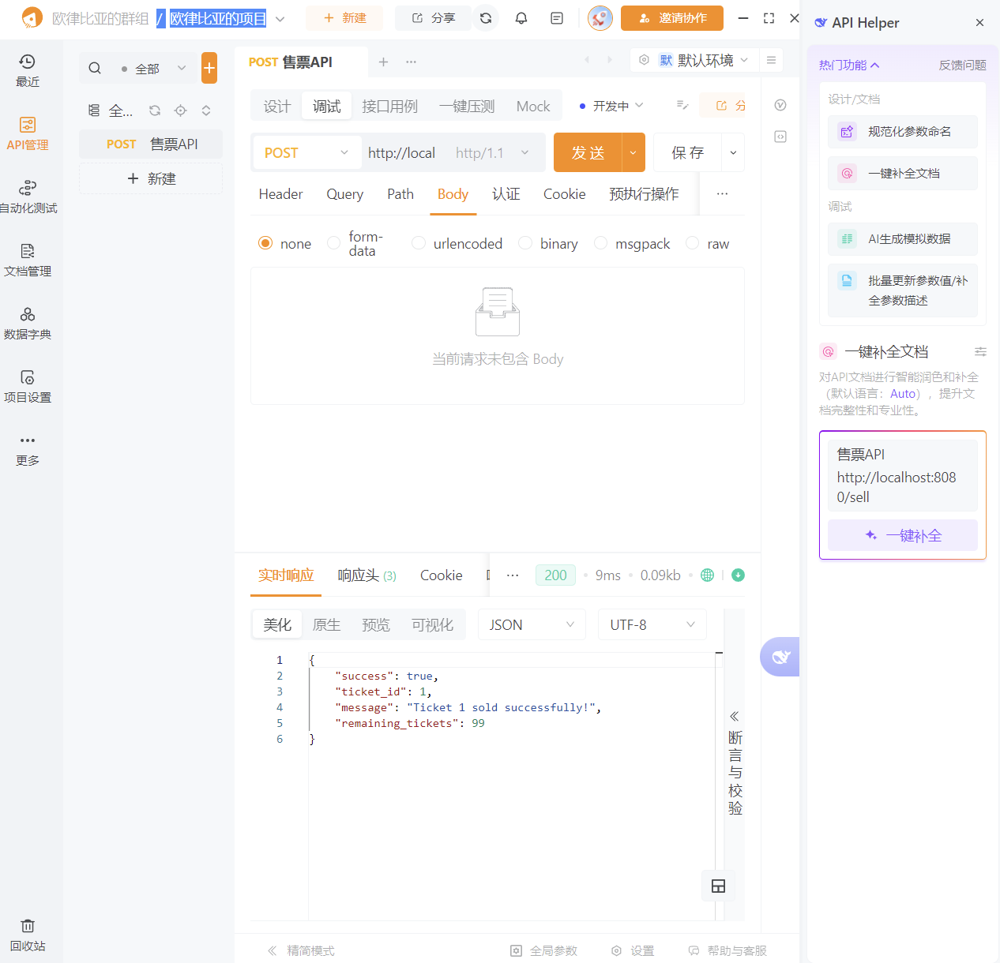 欧律比亚的群组 / 欧律比亚的项目
新建
分享
邀请协作
API Helper
最近
API管理
自动化测试
文档管理
数据字典
项目设置
更多
回收站
全部
全...
POST 售票API
新建
POST 售票API
默 默认环境
设计 调试 接口用例 一键压测 Mock
开发中
分
POST
http://local
http/1.1
发 送
保 存
Header Query Path Body 认证 Cookie 预执行操作
none form-data urlencoded binary msgpack raw
当前请求未包含 Body
实时响应 响应头 (3) Cookie
200
9ms
0.09kb
美化 原生 预览 可视化
JSON
UTF-8
1 {
2 "success": true,
3 "ticket_id": 1,
4 "message": "Ticket 1 sold successfully!",
5 "remaining_tickets": 99
6 }
断言与校验
精简模式
全局参数
设置
帮助与客服
热门功能
反馈问题
设计/文档
规范化参数命名
一键补全文档
调试
AI生成模拟数据
批量更新参数值/补
全参数描述
一键补全文档
对API文档进行智能润色和补全
（默认语言：Auto），提升文
档完整性和专业性。
售票API
http://localhost:808
0/sell
一键补全